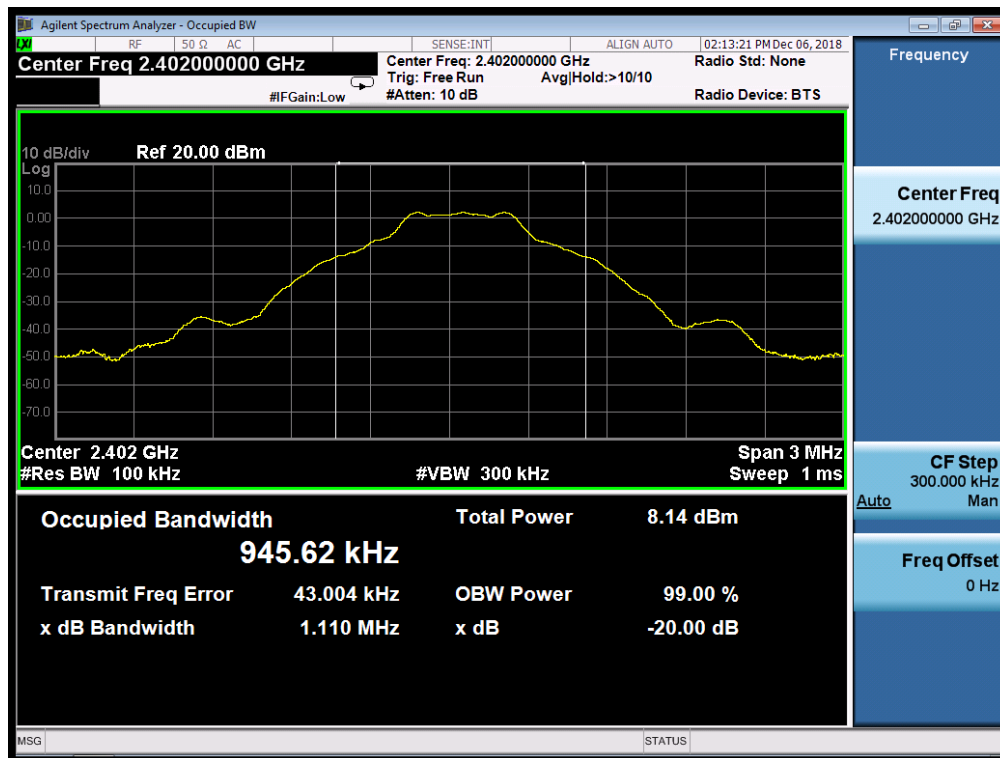 Agilent Spectrum Analyzer - Occupied BW
LXI RF 50 Ω AC SENSE:INT ALIGN AUTO 02:13:21 PM Dec 06, 2018
Center Freq 2.402000000 GHz
Center Freq: 2.402000000 GHz Radio Std: None
Trig: Free Run Avg|Hold:>10/10
#IFGain:Low #Atten: 10 dB Radio Device: BTS
10 dB/div Ref 20.00 dBm
Log
10.0
0.00
-10.0
-20.0
-30.0
-40.0
-50.0
-60.0
-70.0
Center 2.402 GHz Span 3 MHz
#Res BW 100 kHz #VBW 300 kHz Sweep 1 ms
Occupied Bandwidth Total Power 8.14 dBm
945.62 kHz
Transmit Freq Error 43.004 kHz OBW Power 99.00 %
x dB Bandwidth 1.110 MHz x dB -20.00 dB
MSG STATUS
Frequency
Center Freq
2.402000000 GHz
CF Step
300.000 kHz
Auto Man
Freq Offset
0 Hz